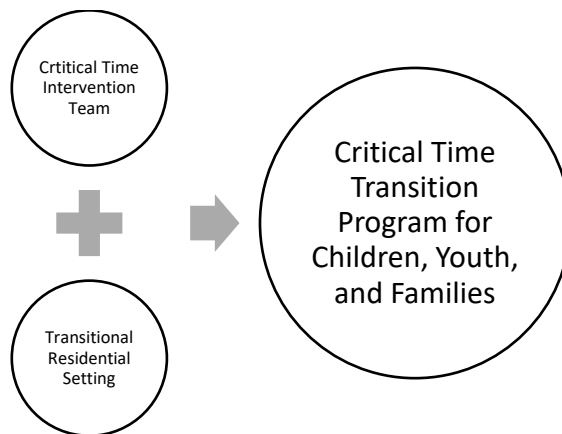 Crtitical Time
Intervention
Team
Transitional
Residential
Setting
Critical Time
Transition
Program for
Children, Youth,
and Families